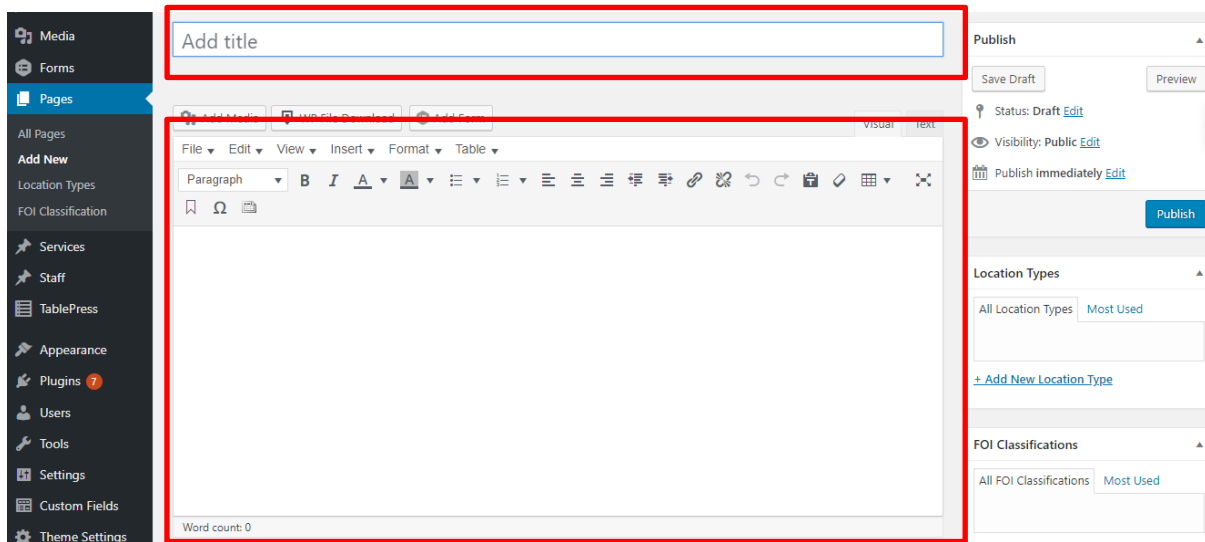 Media
Forms
Pages
All Pages
Add New
Location Types
FOI Classification
Services
Staff
TablePress
Appearance
Plugins 7
Users
Tools
Settings
Custom Fields
Theme Settings
Add title
Add Media WP File Download Add Form
Visual Text
File Edit View Insert Format Table
Paragraph B I A A
Ω
Word count: 0
Publish
Save Draft Preview
Status: Draft Edit
Visibility: Public Edit
Publish immediately Edit
Publish
Location Types
All Location Types Most Used
+ Add New Location Type
FOI Classifications
All FOI Classifications Most Used